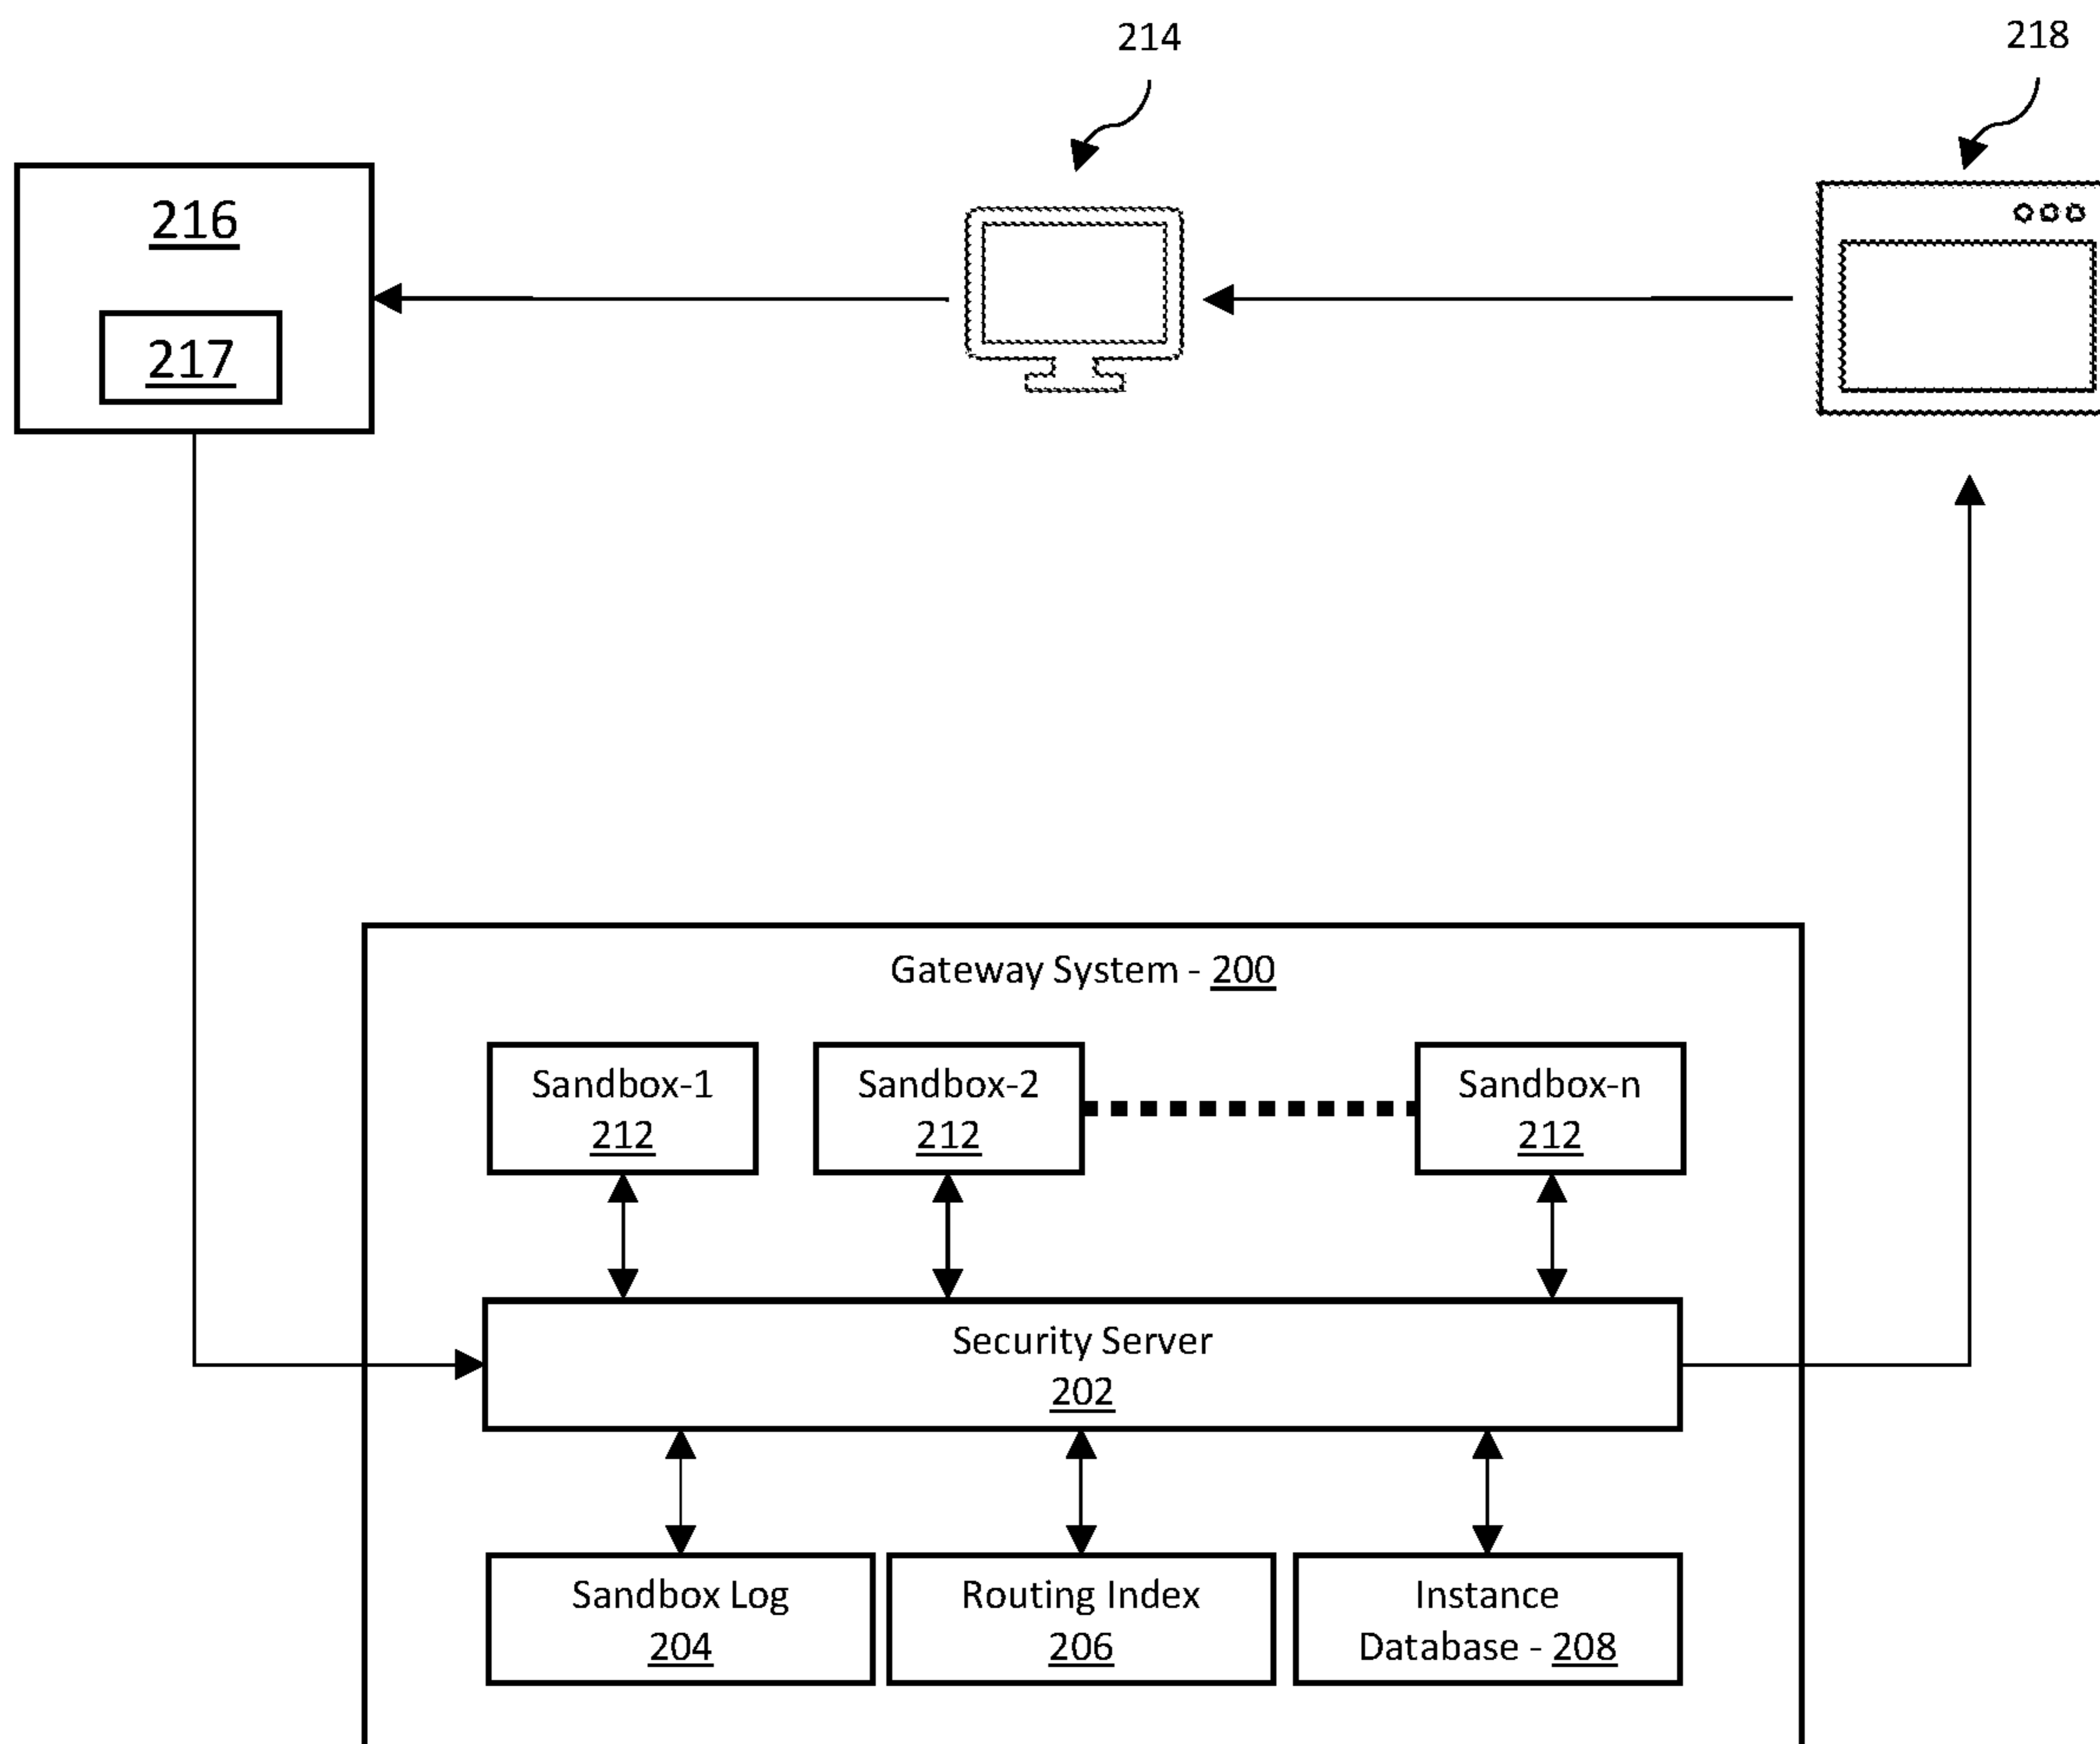 214
218
216
217
Gateway System - 200
Sandbox-1
212
Sandbox-2
212
Sandbox-n
212
Security Server
202
Sandbox Log
204
Routing Index
206
Instance
Database - 208